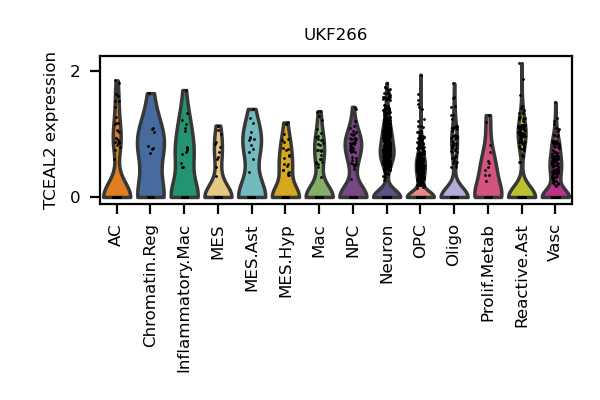 UKF266
TCEAL2 expression
2
0
AC
Chromatin.Reg
Inflammatory.Mac
MES
MES.Ast
MES.Hyp
Mac
NPC
Neuron
OPC
Oligo
Prolif.Metab
Reactive.Ast
Vasc